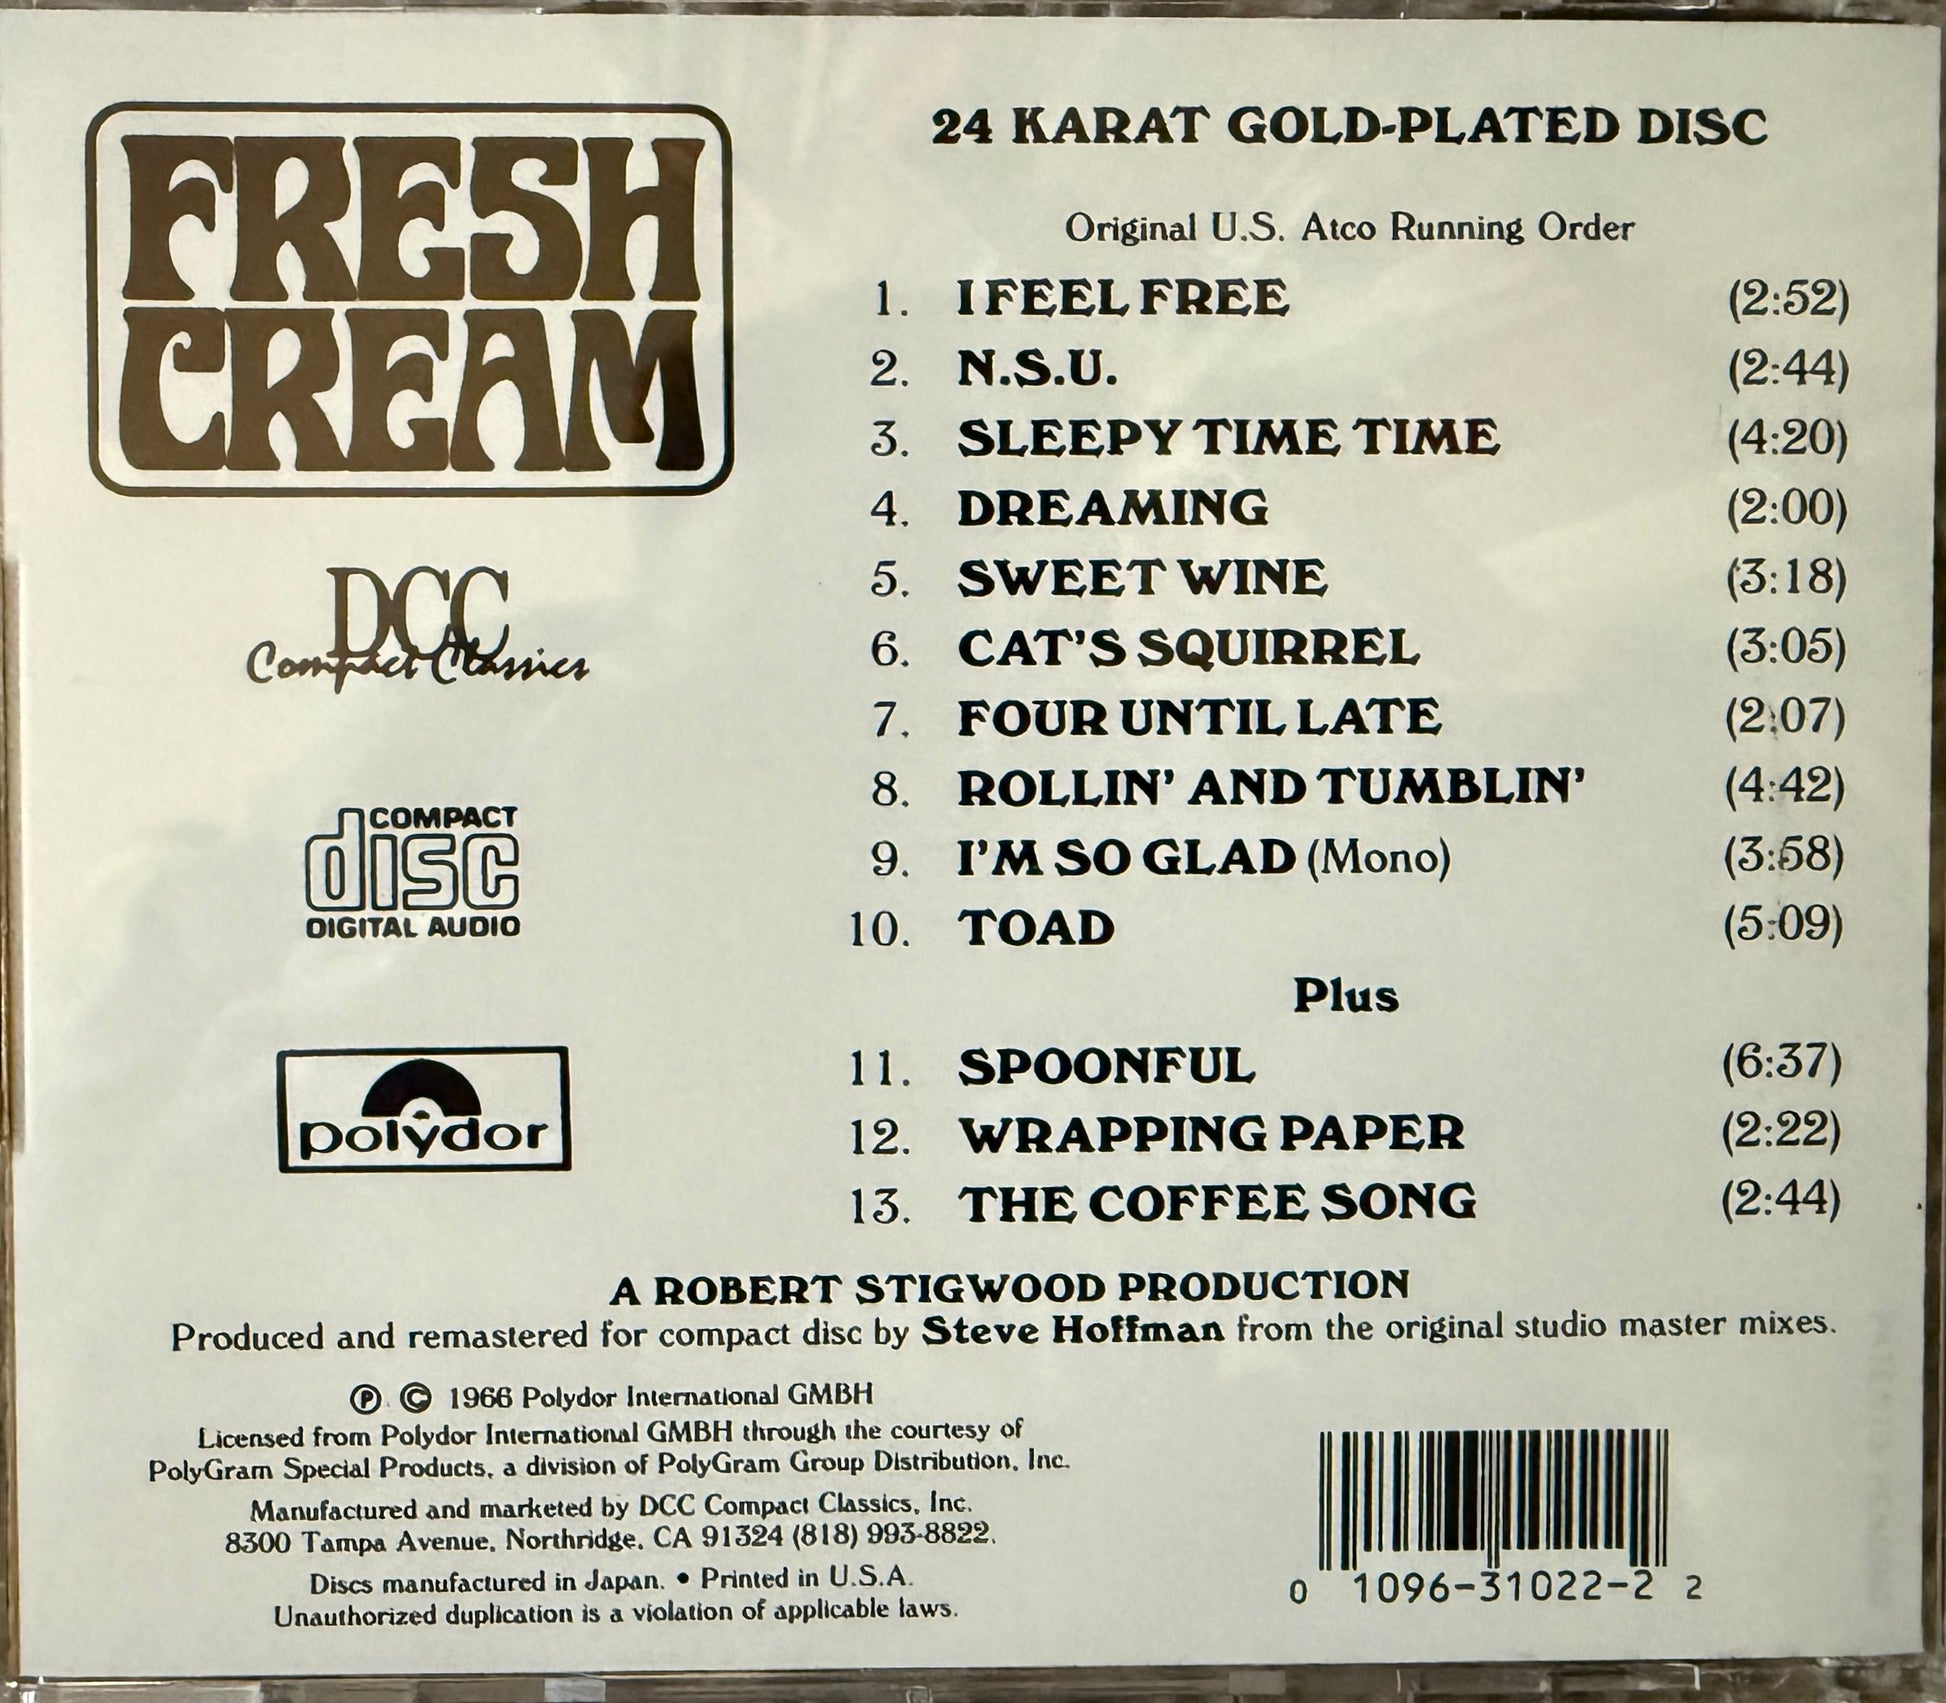 FRESH
CREAM
DCC
Compact Classics
COMPACT
disc
DIGITAL AUDIO
polydor
24 KARAT GOLD-PLATED DISC
Original U.S. Atco Running Order
1. I FEEL FREE (2:52)
2. N.S.U. (2:44)
3. SLEEPY TIME TIME (4:20)
4. DREAMING (2:00)
5. SWEET WINE (3:18)
6. CAT'S SQUIRREL (3:05)
7. FOUR UNTIL LATE (2:07)
8. ROLLIN' AND TUMBLIN' (4:42)
9. I'M SO GLAD (Mono) (3:58)
10. TOAD (5:09)
Plus
11. SPOONFUL (6:37)
12. WRAPPING PAPER (2:22)
13. THE COFFEE SONG (2:44)
A ROBERT STIGWOOD PRODUCTION
Produced and remastered for compact disc by Steve Hoffman from the original studio master mixes.
℗ © 1966 Polydor International GMBH
Licensed from Polydor International GMBH through the courtesy of
PolyGram Special Products, a division of PolyGram Group Distribution, Inc.
Manufactured and marketed by DCC Compact Classics, Inc.
8300 Tampa Avenue, Northridge, CA 91324 (818) 993-8822.
Discs manufactured in Japan. • Printed in U.S.A.
Unauthorized duplication is a violation of applicable laws.
0 1096-31022-2 2